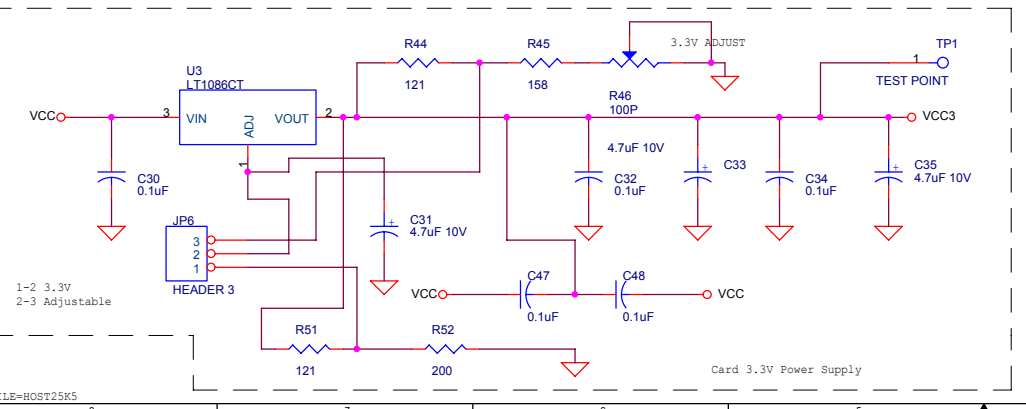 R44
121
R45
158
3.3V ADJUST
R46
100P
TP1
1
TEST POINT
U3
LT1086CT
VCC
3
VIN
ADJ
VOUT
2
1
VCC3
C30
0.1uF
4.7uF 10V
C32
0.1uF
+
C33
C34
0.1uF
+
C35
4.7uF 10V
+
C31
4.7uF 10V
JP6
3
2
1
HEADER 3
1-2 3.3V
2-3 Adjustable
VCC
C47
0.1uF
C48
0.1uF
VCC
R51
121
R52
200
Card 3.3V Power Supply
ILE=HOST25K5